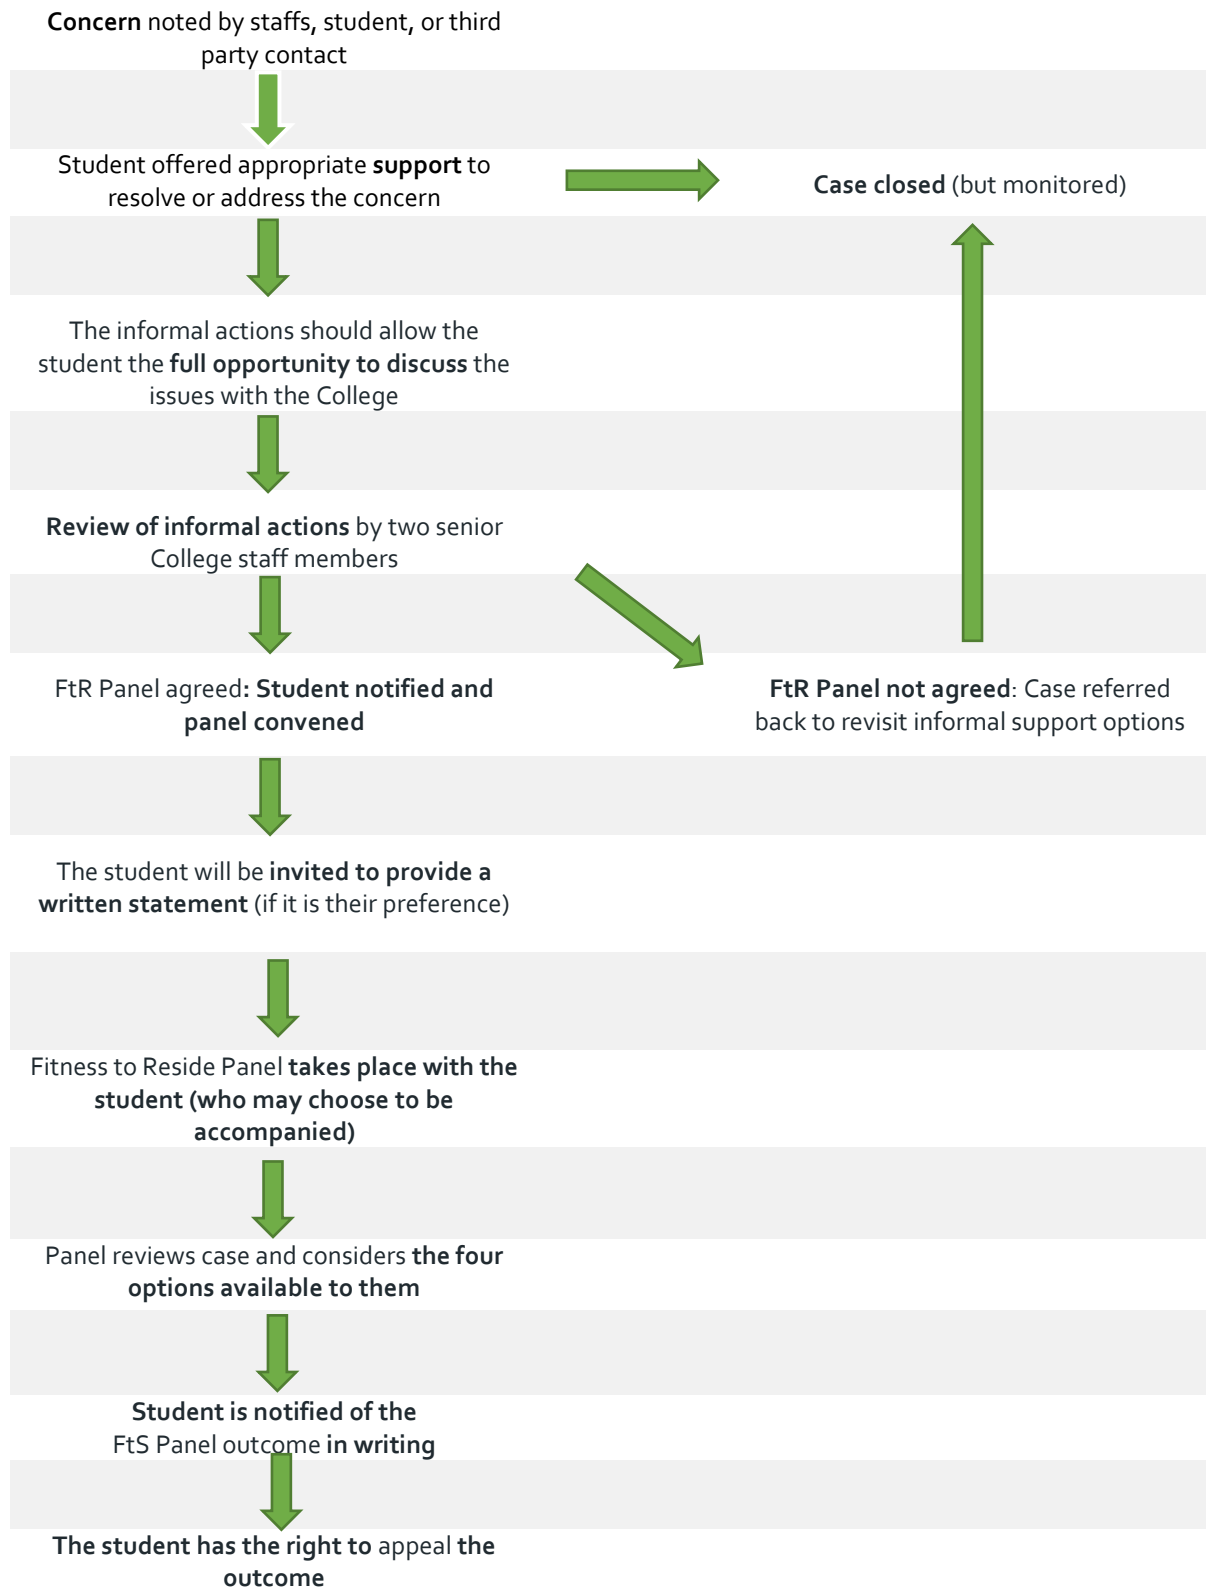 Concern noted by staffs, student, or third
party contact
Student offered appropriate support to
resolve or address the concern
Case closed (but monitored)
The informal actions should allow the
student the full opportunity to discuss the
issues with the College
Review of informal actions by two senior
College staff members
FtR Panel agreed: Student notified and
panel convened
FtR Panel not agreed: Case referred
back to revisit informal support options
The student will be invited to provide a
written statement (if it is their preference)
Fitness to Reside Panel takes place with the
student (who may choose to be
accompanied)
Panel reviews case and considers the four
options available to them
Student is notified of the
FtS Panel outcome in writing
The student has the right to appeal the
outcome